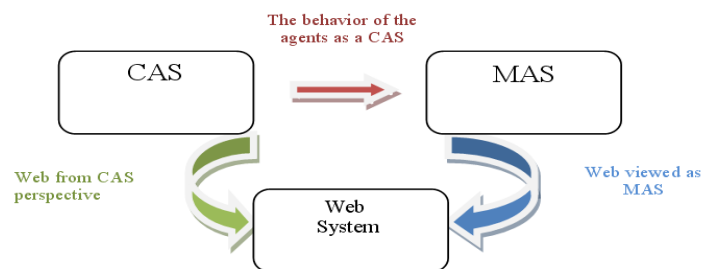 The behavior of the
agents as a CAS
CAS
MAS
Web from CAS
perspective
Web viewed as
MAS
Web
System